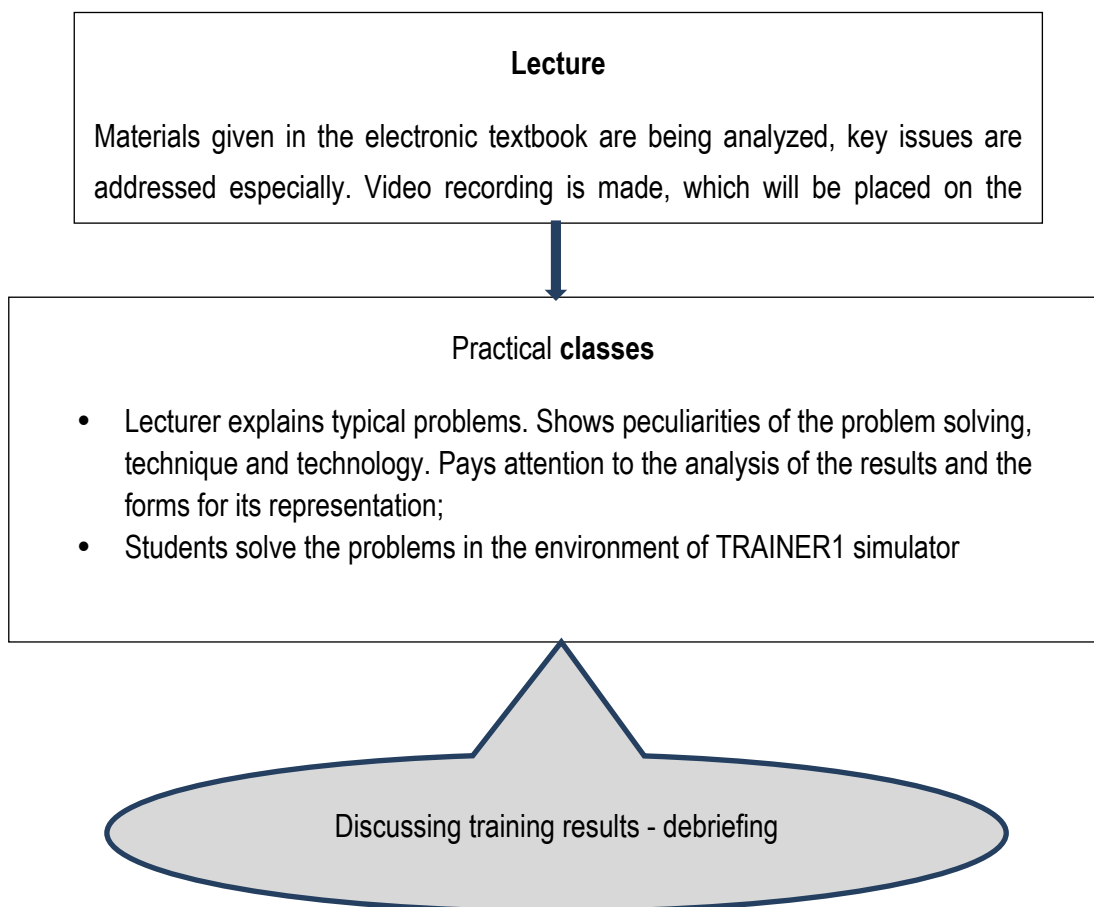 Lecture
Materials given in the electronic textbook are being analyzed, key issues are
addressed especially. Video recording is made, which will be placed on the
Practical classes
• Lecturer explains typical problems. Shows peculiarities of the problem solving,
technique and technology. Pays attention to the analysis of the results and the
forms for its representation;
• Students solve the problems in the environment of TRAINER1 simulator
Discussing training results - debriefing